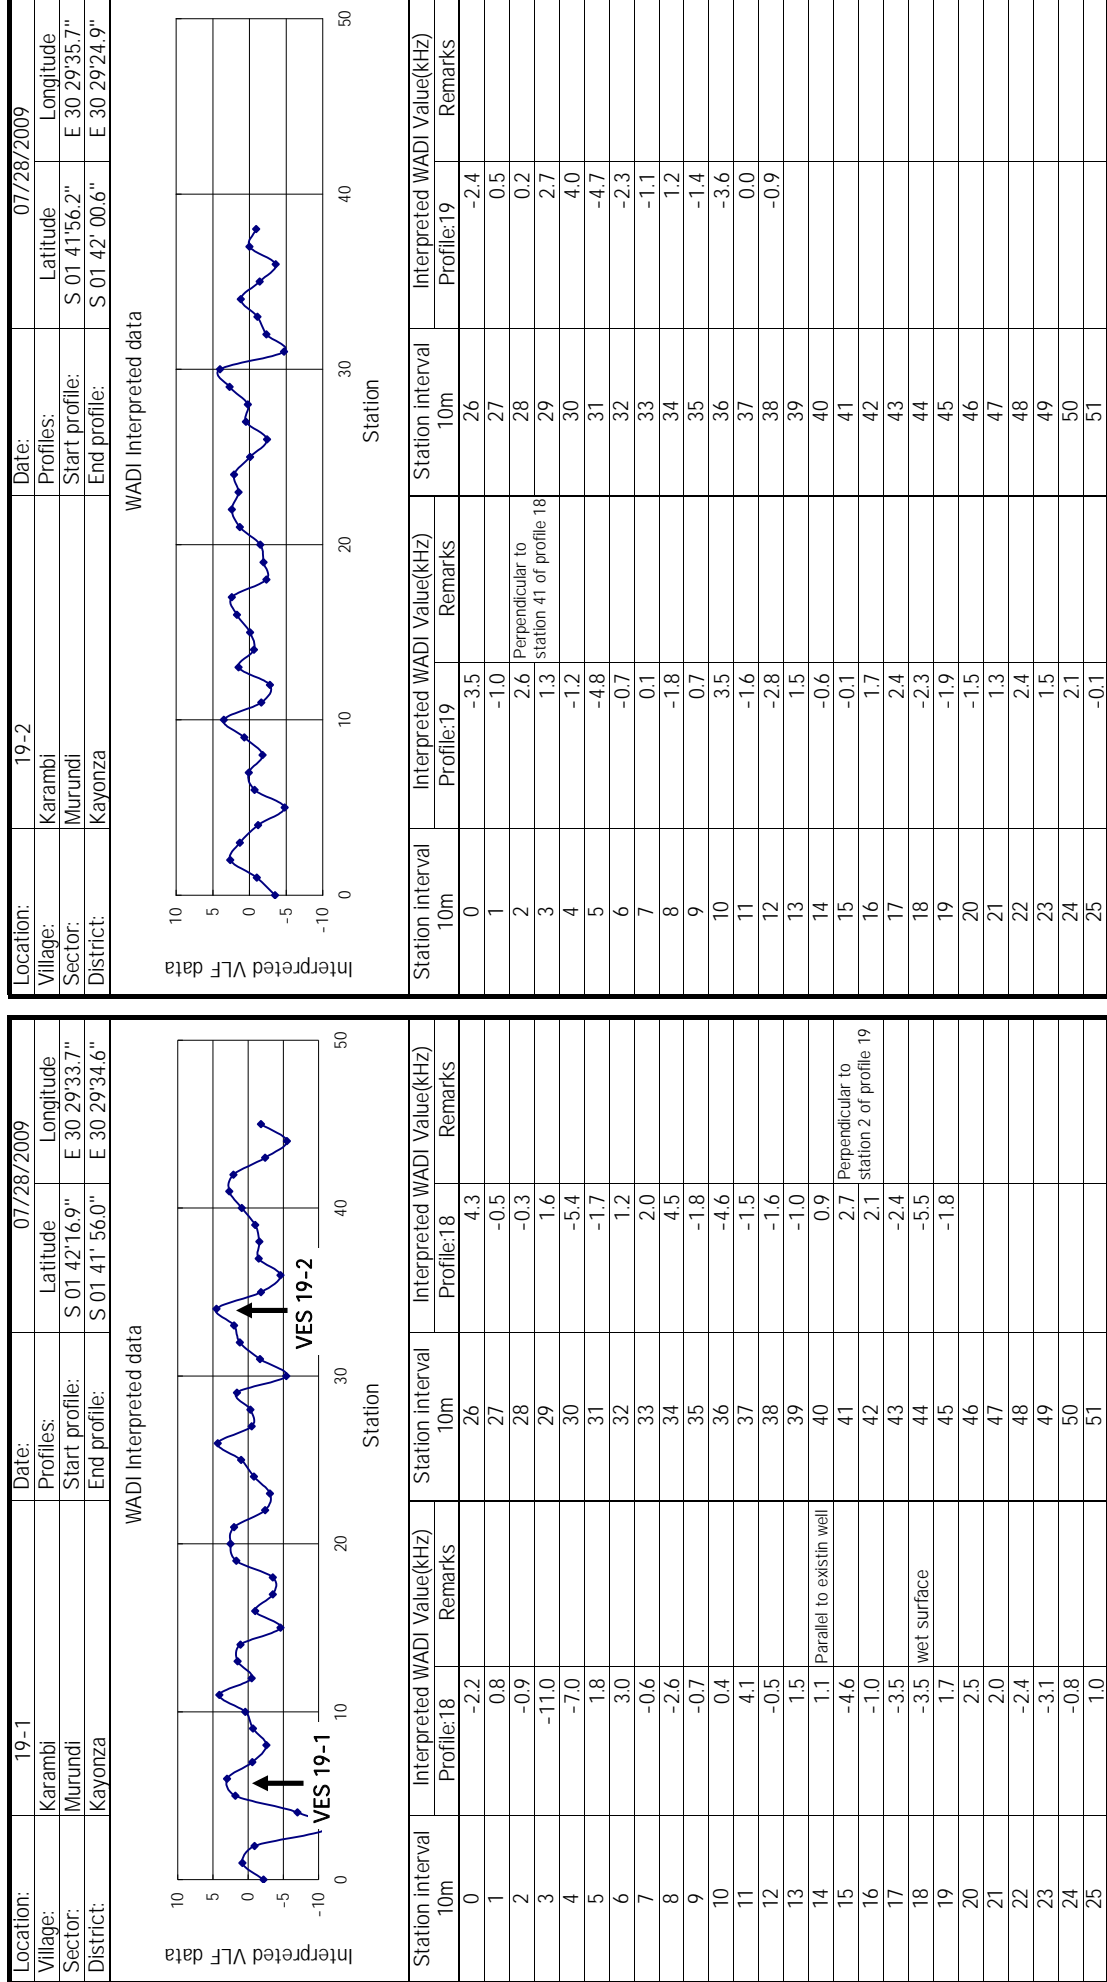 Location: 19-1 Date: 07/28/2009
Village: Karambi Profiles: Latitude Longitude
Sector: Murundi Start profile: S 01 42'16.9" E 30 29'33.7"
District: Kayonza End profile: S 01 41' 56.0" E 30 29'34.6"
WADI Interpreted data
Interpreted VLF data
10
5
0
-5
-10
0 10 20 30 40 50
VES 19-1
VES 19-2
Station
Station interval Interpreted WADI Value(kHz) Station interval Interpreted WADI Value(kHz)
10m Profile:18 Remarks 10m Profile:18 Remarks
0 -2.2 26 4.3
1 0.8 27 -0.5
2 -0.9 28 -0.3
3 -11.0 29 1.6
4 -7.0 30 -5.4
5 1.8 31 -1.7
6 3.0 32 1.2
7 -0.6 33 2.0
8 -2.6 34 4.5
9 -0.7 35 -1.8
10 0.4 36 -4.6
11 4.1 37 -1.5
12 -0.5 38 -1.6
13 1.5 39 -1.0
14 1.1 Parallel to existin well 40 0.9
15 -4.6 41 2.7 Perpendicular to
16 -1.0 42 2.1 station 2 of profile 19
17 -3.5 43 -2.4
18 -3.5 wet surface 44 -5.5
19 1.7 45 -1.8
20 2.5 46
21 2.0 47
22 -2.4 48
23 -3.1 49
24 -0.8 50
25 1.0 51
Location: 19-2 Date: 07/28/2009
Village: Karambi Profiles: Latitude Longitude
Sector: Murundi Start profile: S 01 41'56.2" E 30 29'35.7"
District: Kayonza End profile: S 01 42' 00.6" E 30 29'24.9"
WADI Interpreted data
Interpreted VLF data
10
5
0
-5
-10
0 10 20 30 40 50
Station
Station interval Interpreted WADI Value(kHz) Station interval Interpreted WADI Value(kHz)
10m Profile:19 Remarks 10m Profile:19 Remarks
0 -3.5 26 -2.4
1 -1.0 27 0.5
2 2.6 Perpendicular to 28 0.2
3 1.3 station 41 of profile 18 29 2.7
4 -1.2 30 4.0
5 -4.8 31 -4.7
6 -0.7 32 -2.3
7 0.1 33 -1.1
8 -1.8 34 1.2
9 0.7 35 -1.4
10 3.5 36 -3.6
11 -1.6 37 0.0
12 -2.8 38 -0.9
13 1.5 39
14 -0.6 40
15 -0.1 41
16 1.7 42
17 2.4 43
18 -2.3 44
19 -1.9 45
20 -1.5 46
21 1.3 47
22 2.4 48
23 1.5 49
24 2.1 50
25 -0.1 51